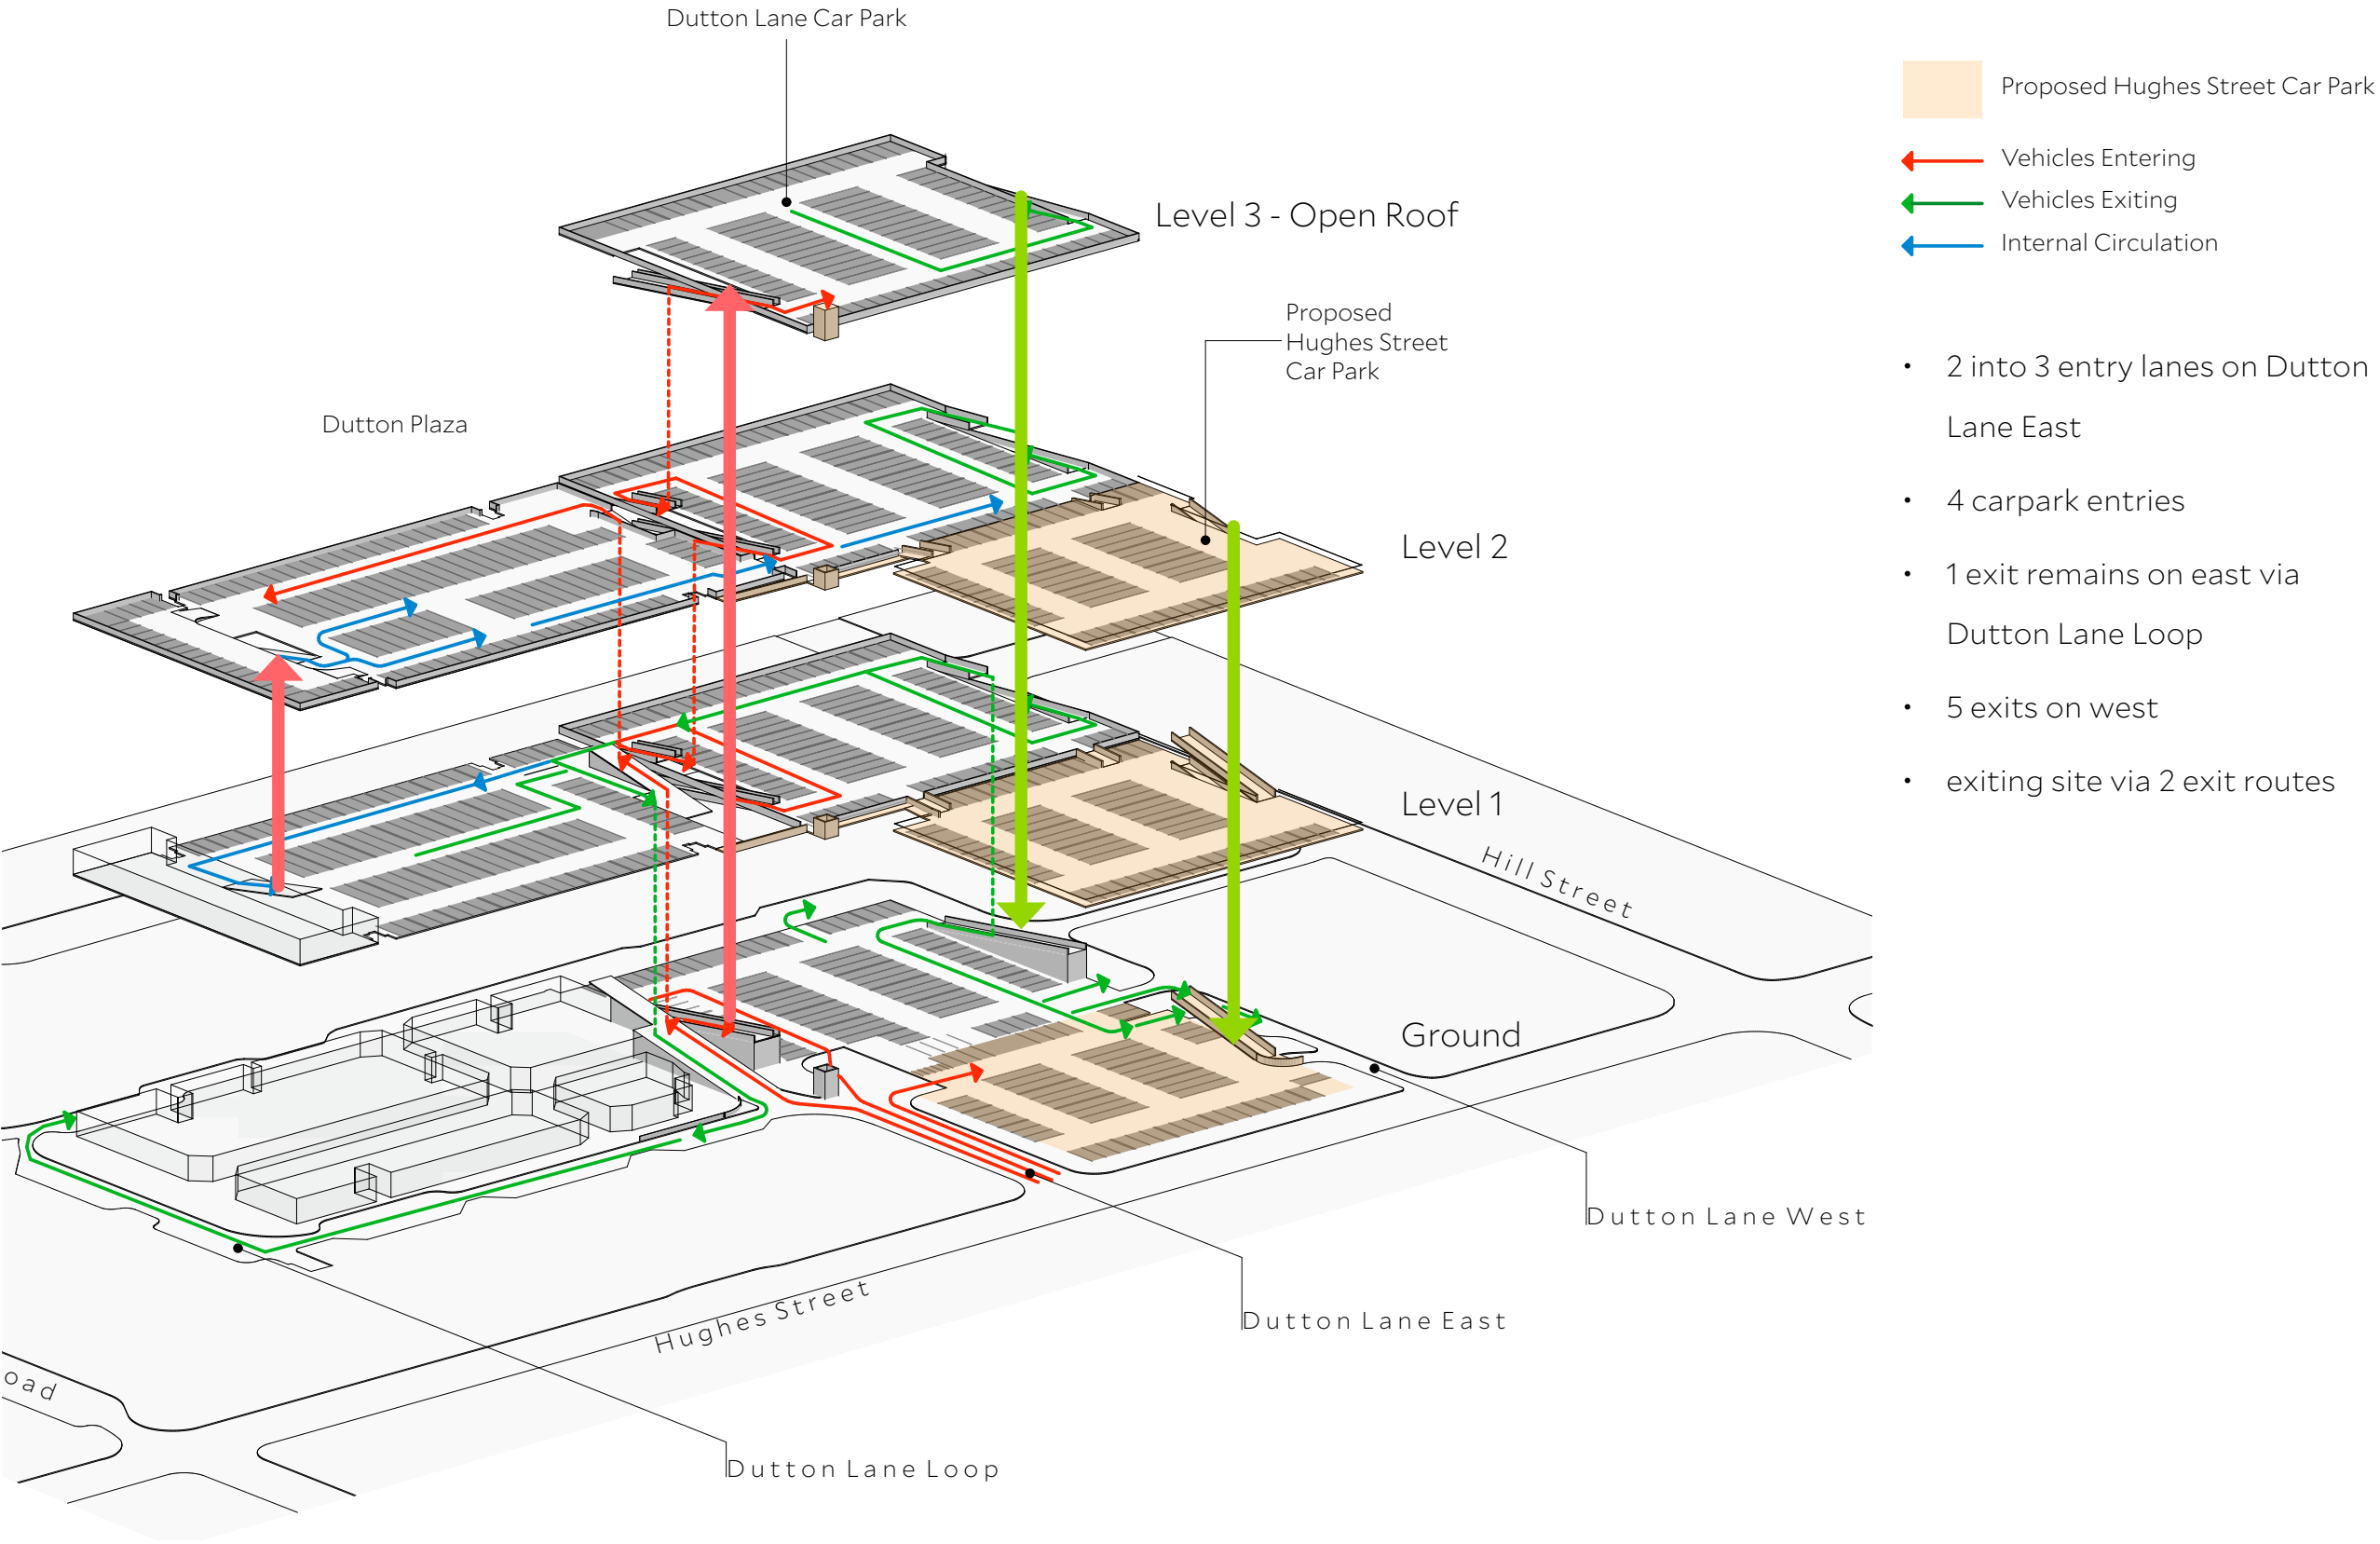 Dutton Lane Car Park
Proposed Hughes Street Car Park
Vehicles Entering
Vehicles Exiting
Internal Circulation
Level 3 - Open Roof
Proposed
Hughes Street
Car Park
Dutton Plaza
• 2 into 3 entry lanes on Dutton
Lane East
• 4 carpark entries
• 1 exit remains on east via
Dutton Lane Loop
• 5 exits on west
• exiting site via 2 exit routes
Level 2
Level 1
Hill Street
Ground
Dutton Lane West
Dutton Lane East
Hughes Street
oad
Dutton Lane Loop